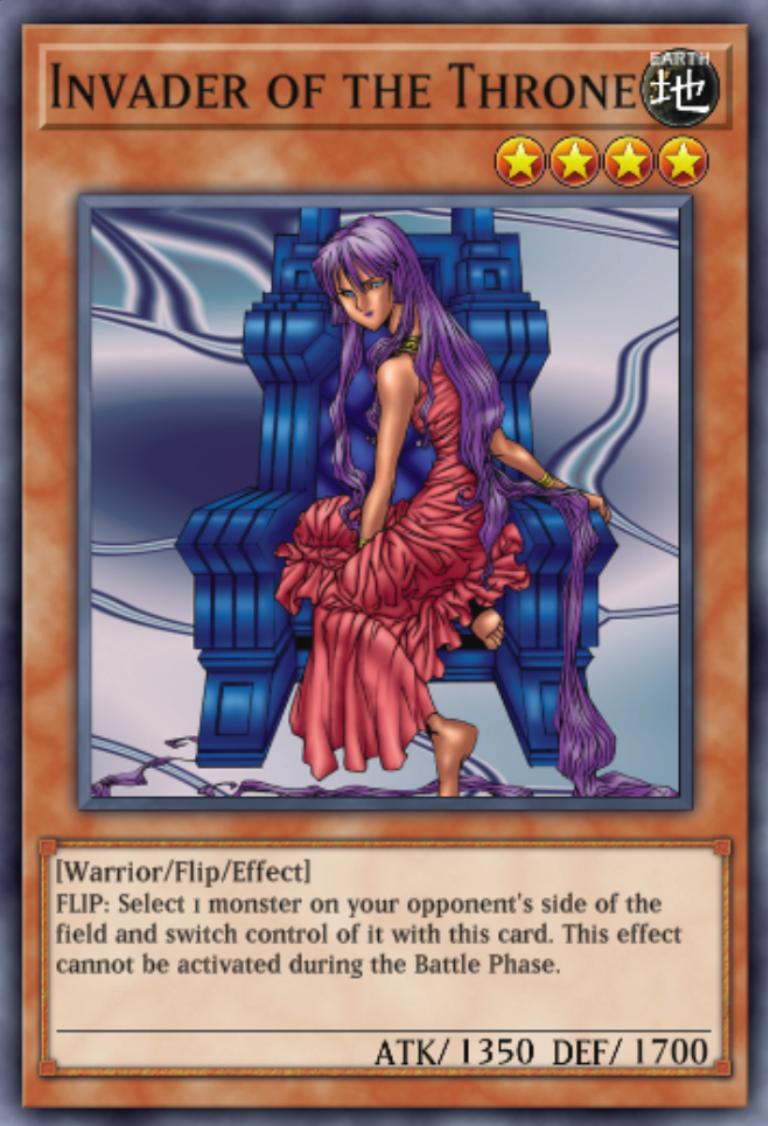 Invader of the Throne
EARTH
地
[Warrior/Flip/Effect]
FLIP: Select 1 monster on your opponent's side of the
field and switch control of it with this card. This effect
cannot be activated during the Battle Phase.
ATK/ 1350 DEF/ 1700